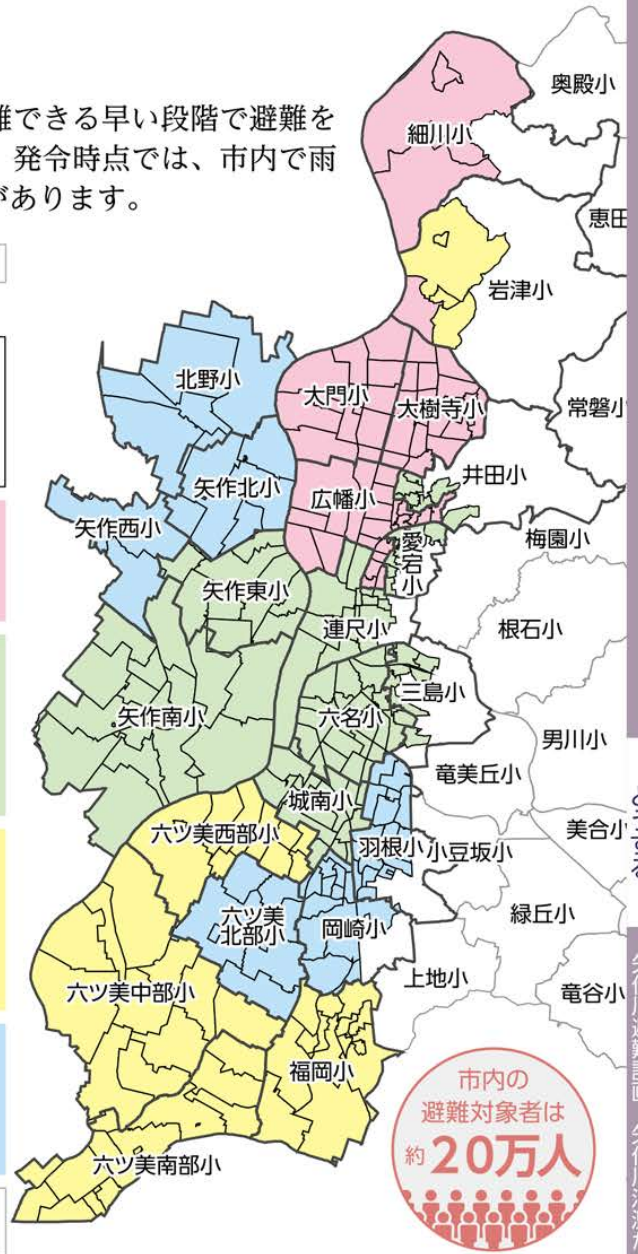 難できる早い段階で避難を
発令時点では、市内で雨
があります。
奥殿小
細川小
恵田
岩津小
北野小
大門小
大樹寺小
常磐小
矢作北小
広幡小
井田小
矢作西小
愛宕小
梅園小
矢作東小
連尺小
根石小
三島小
矢作南小
六名小
男川小
竜美丘小
城南小
美合小
六ツ美西部小
羽根小
小豆坂小
六ツ美
北部小
岡崎小
緑丘小
上地小
六ツ美中部小
竜谷小
福岡小
六ツ美南部小
市内の
避難対象者は
約20万人